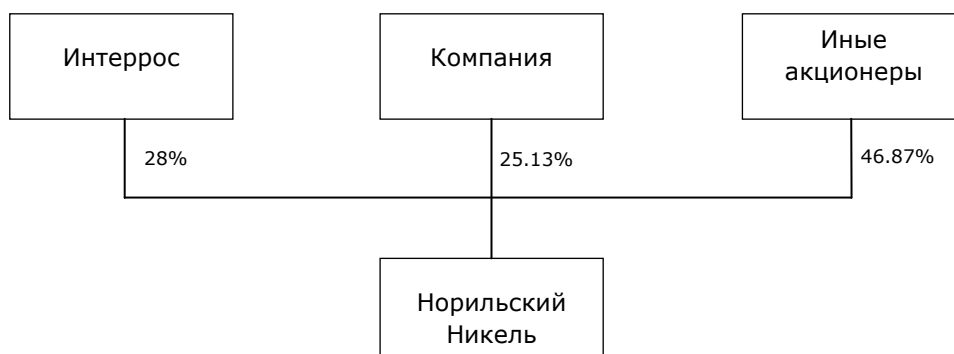 Интеррос
Компания
Иные
акционеры
28%
25.13%
46.87%
Норильский
Никель